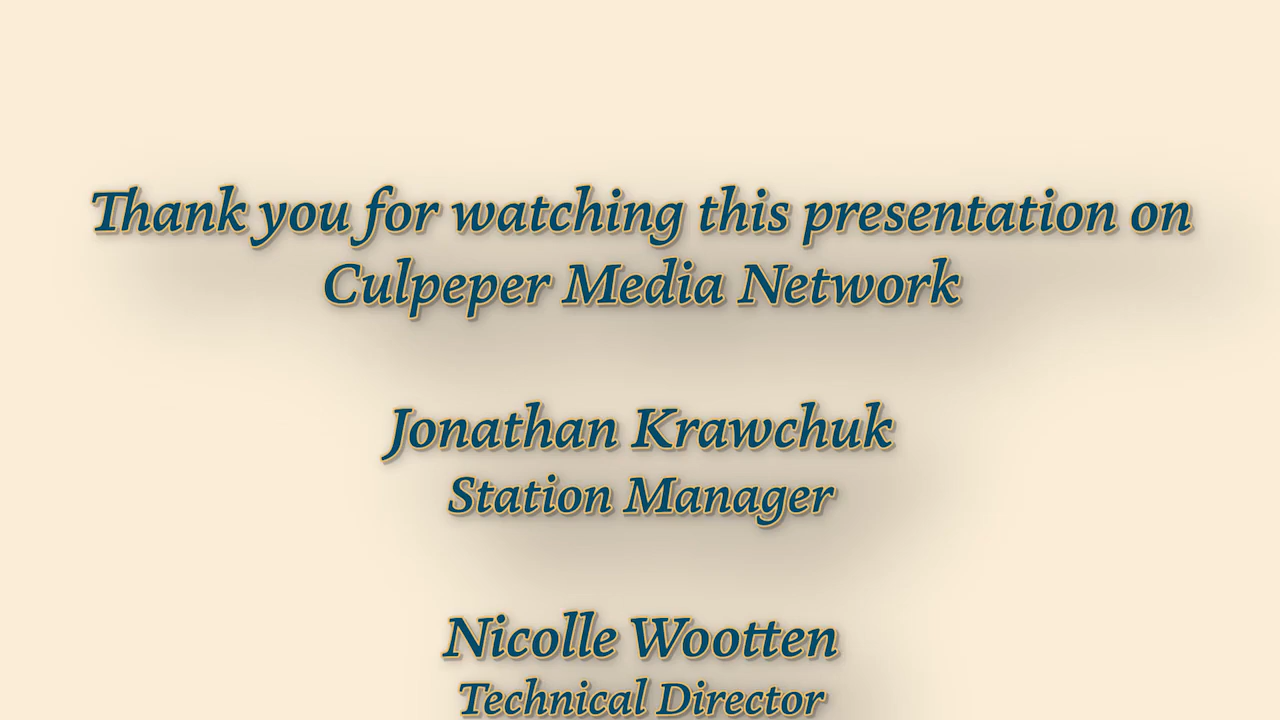 Thank you for watching this presentation on
Culpeper Media Network
Jonathan Krawchuk
Station Manager
Nicolle Wootten
Technical Director